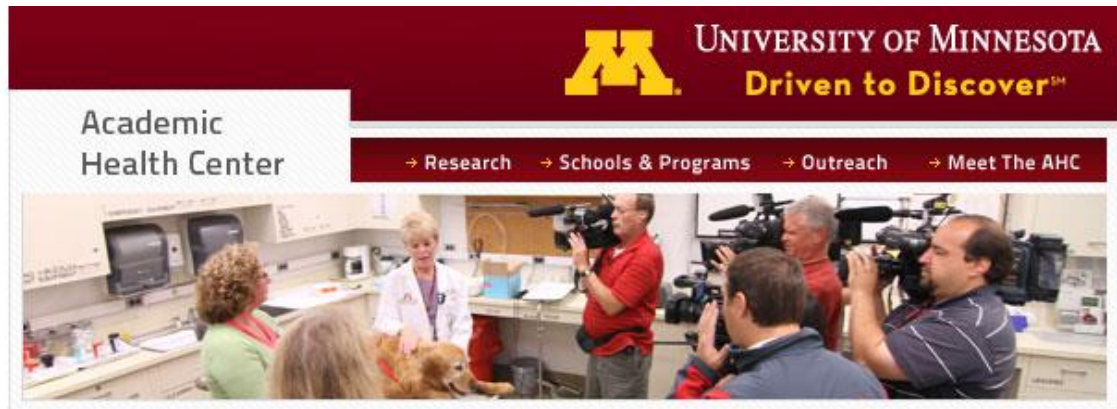 UNIVERSITY OF MINNESOTA
Driven to Discover℠
Academic
Health Center
→ Research → Schools & Programs → Outreach → Meet The AHC